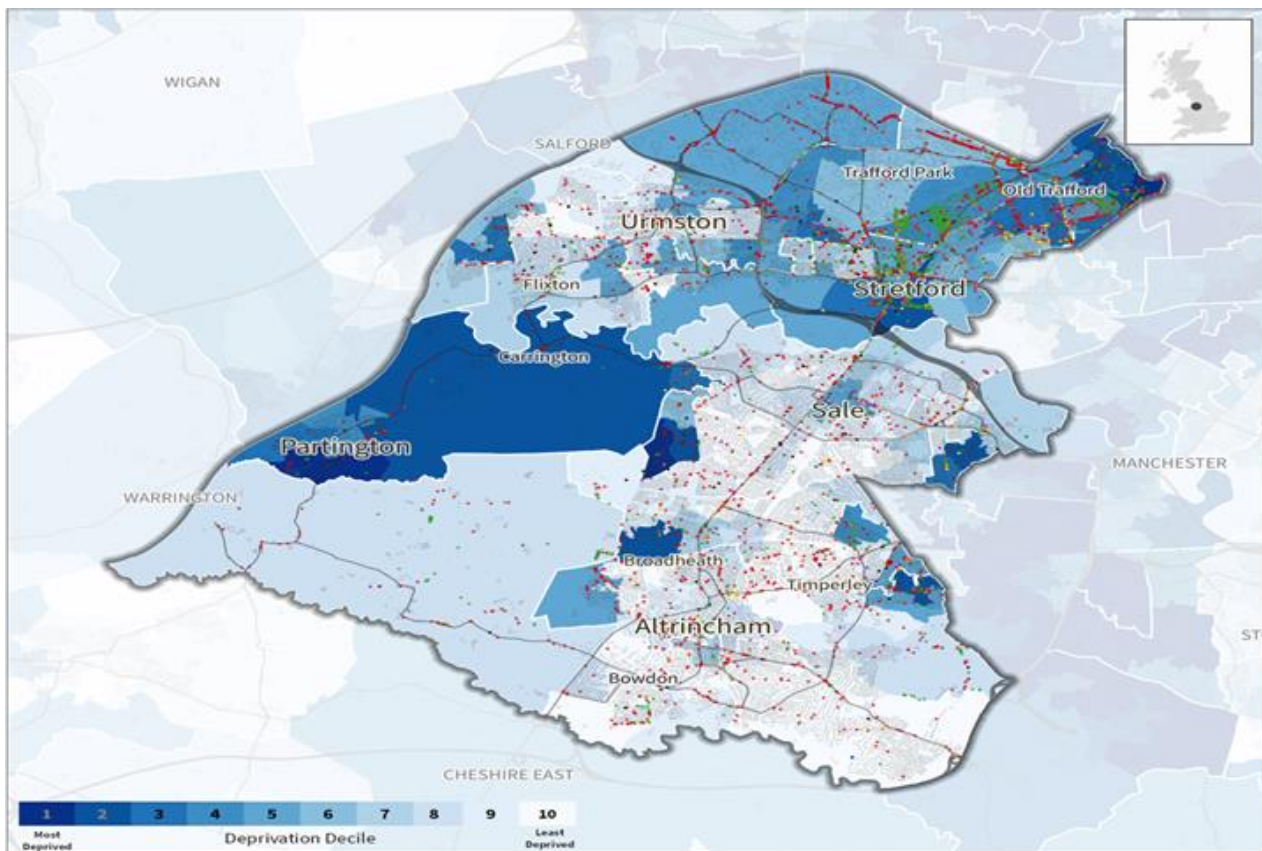 WIGAN
SALFORD
Trafford Park
Old Trafford
Urmston
Flixton
Stretford
Carrington
Sale
Partington
MANCHESTER
WARRINGTON
Broadheath
Timperley
Altrincham
Bowdon
CHESHIRE EAST
1 2 3 4 5 6 7 8 9 10
Most Deprived
Deprivation Decile
Least Deprived